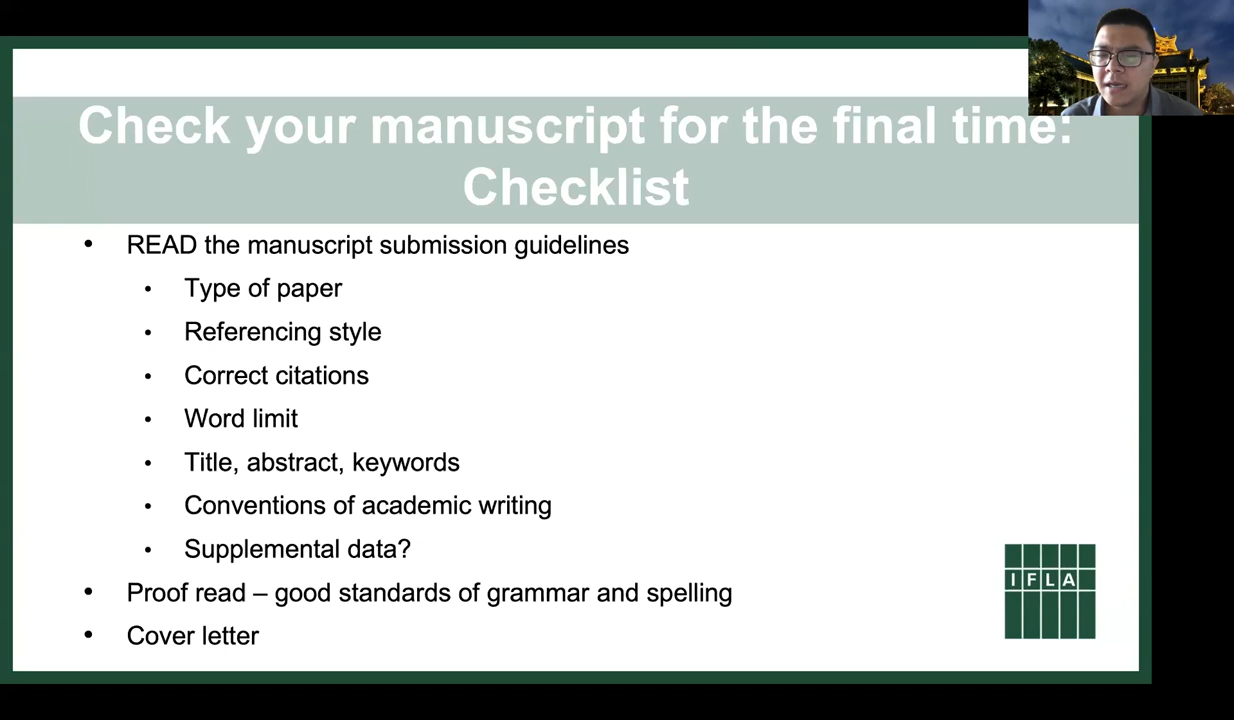 Check your manuscript for the final time:
Checklist
• READ the manuscript submission guidelines
• Type of paper
• Referencing style
• Correct citations
• Word limit
• Title, abstract, keywords
• Conventions of academic writing
• Supplemental data?
• Proof read – good standards of grammar and spelling
• Cover letter
IFLA